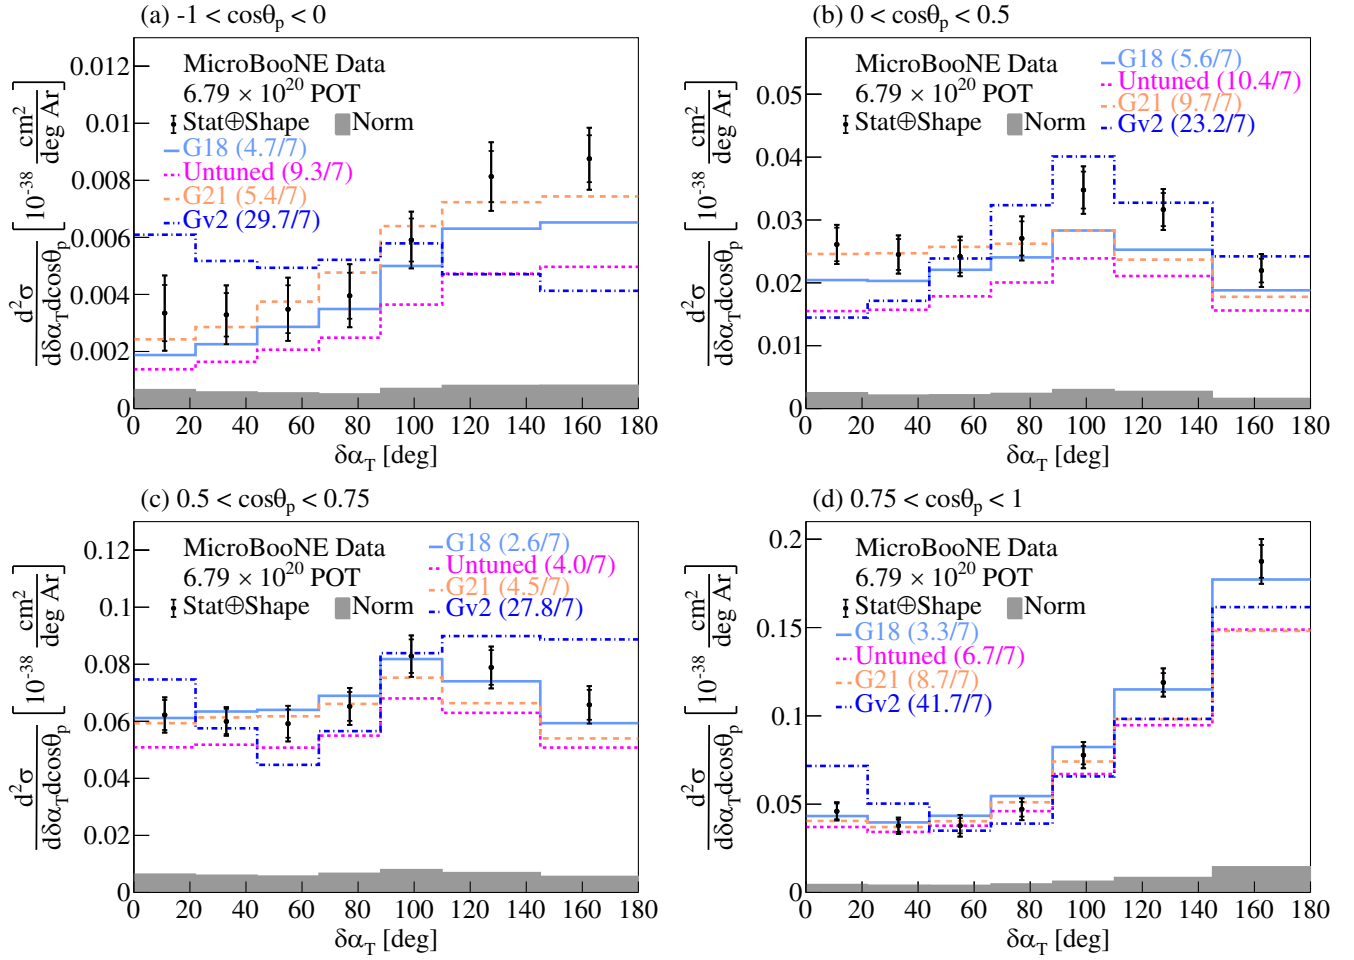 (a) -1 < cosθp < 0
0.012
0.01
0.008
0.006
0.004
0.002
0
MicroBooNE Data
6.79 × 10^20 POT
Stat⊕Shape Norm
G18 (4.7/7)
Untuned (9.3/7)
G21 (5.4/7)
Gv2 (29.7/7)
d²σ/dδα_T dcosθp [10^-38 cm²/deg Ar]
0 20 40 60 80 100 120 140 160 180
δα_T [deg]
(b) 0 < cosθp < 0.5
0.05
0.04
0.03
0.02
0.01
0
MicroBooNE Data
6.79 × 10^20 POT
Stat⊕Shape Norm
G18 (5.6/7)
Untuned (10.4/7)
G21 (9.7/7)
Gv2 (23.2/7)
d²σ/dδα_T dcosθp [10^-38 cm²/deg Ar]
0 20 40 60 80 100 120 140 160 180
δα_T [deg]
(c) 0.5 < cosθp < 0.75
0.12
0.1
0.08
0.06
0.04
0.02
0
MicroBooNE Data
6.79 × 10^20 POT
Stat⊕Shape Norm
G18 (2.6/7)
Untuned (4.0/7)
G21 (4.5/7)
Gv2 (27.8/7)
d²σ/dδα_T dcosθp [10^-38 cm²/deg Ar]
0 20 40 60 80 100 120 140 160 180
δα_T [deg]
(d) 0.75 < cosθp < 1
0.2
0.15
0.1
0.05
0
MicroBooNE Data
6.79 × 10^20 POT
Stat⊕Shape Norm
G18 (3.3/7)
Untuned (6.7/7)
G21 (8.7/7)
Gv2 (41.7/7)
d²σ/dδα_T dcosθp [10^-38 cm²/deg Ar]
0 20 40 60 80 100 120 140 160 180
δα_T [deg]